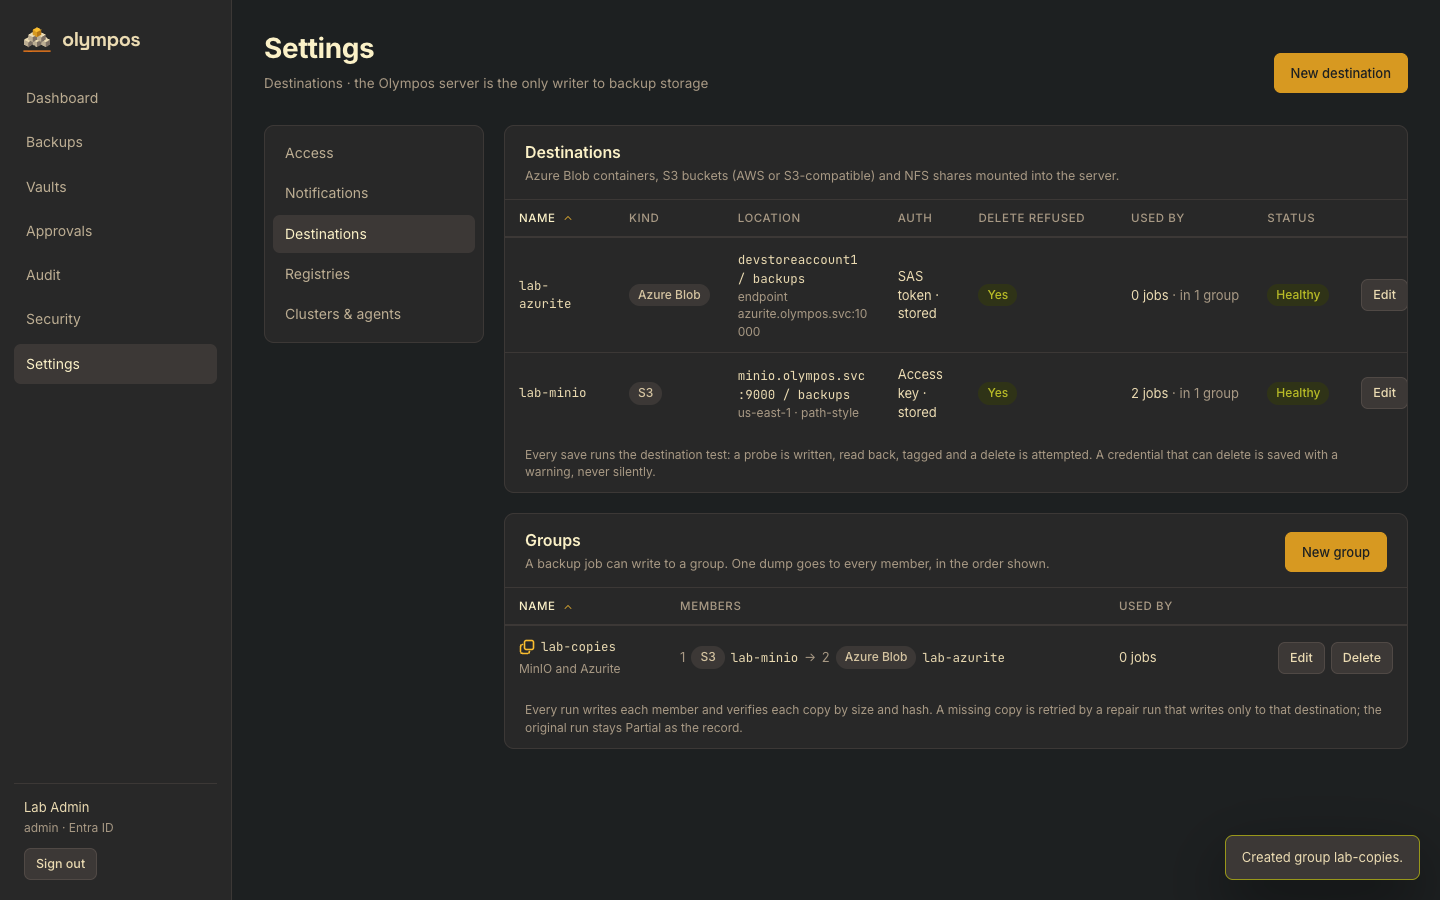 olympos
Dashboard
Backups
Vaults
Approvals
Audit
Security
Settings
Lab Admin
admin · Entra ID
Sign out
Settings
Destinations · the Olympos server is the only writer to backup storage
New destination
Access
Notifications
Destinations
Registries
Clusters & agents
Destinations
Azure Blob containers, S3 buckets (AWS or S3-compatible) and NFS shares mounted into the server.
NAME KIND LOCATION AUTH DELETE REFUSED USED BY STATUS
lab-
azurite
Azure Blob
devstoreaccount1
/ backups
endpoint
azurite.olympos.svc:10
000
SAS
token ·
stored
Yes
0 jobs · in 1 group
Healthy
Edit
lab-minio
S3
minio.olympos.svc
:9000 / backups
us-east-1 · path-style
Access
key ·
stored
Yes
2 jobs · in 1 group
Healthy
Edit
Every save runs the destination test: a probe is written, read back, tagged and a delete is attempted. A credential that can delete is saved with a
warning, never silently.
Groups
A backup job can write to a group. One dump goes to every member, in the order shown.
New group
NAME MEMBERS USED BY
lab-copies
MinIO and Azurite
1 S3 lab-minio → 2 Azure Blob lab-azurite
0 jobs
Edit
Delete
Every run writes each member and verifies each copy by size and hash. A missing copy is retried by a repair run that writes only to that destination; the
original run stays Partial as the record.
Created group lab-copies.